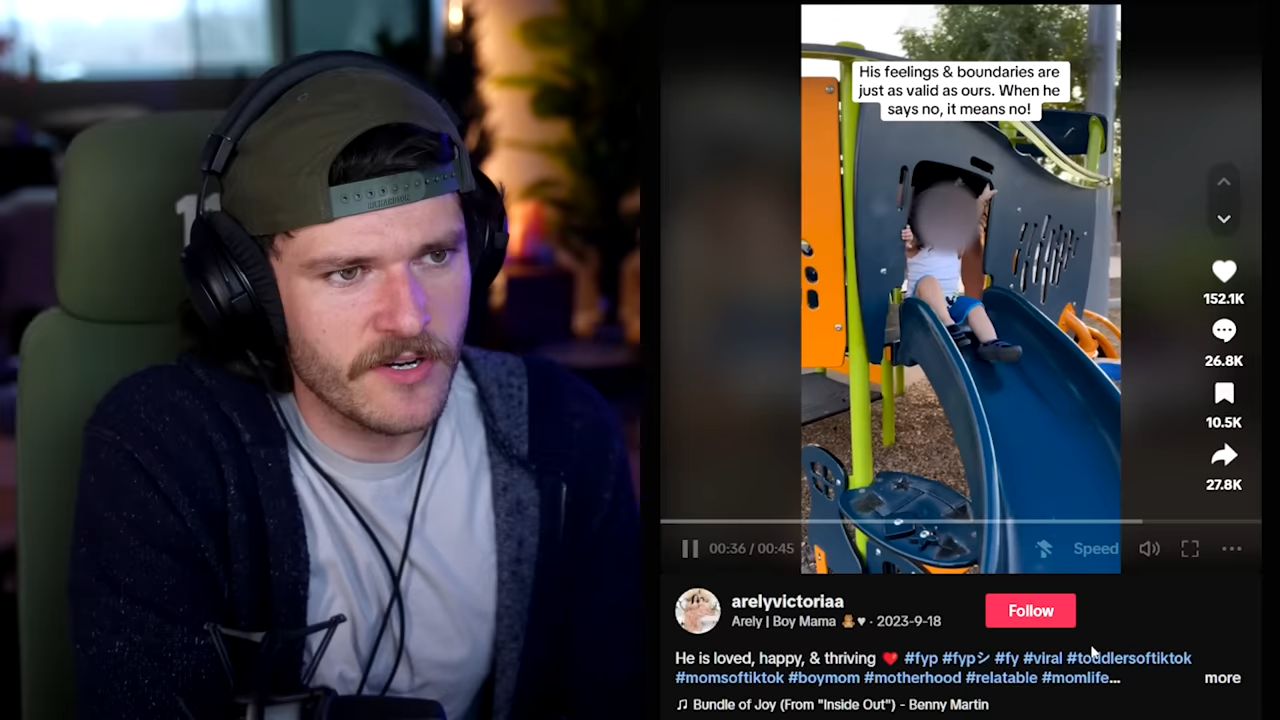 His feelings & boundaries are
just as valid as ours. When he
says no, it means no!
152.1K
26.8K
10.5K
27.8K
00:36 / 00:45
Speed
arelyvictoriaa
Arely | Boy Mama 🧸♥ · 2023-9-18
Follow
He is loved, happy, & thriving ❤️ #fyp #fypシ #fy #viral #toddlersoftiktok
#momsoftiktok #boymom #motherhood #relatable #momlife...
more
♫ Bundle of Joy (From "Inside Out") - Benny Martin